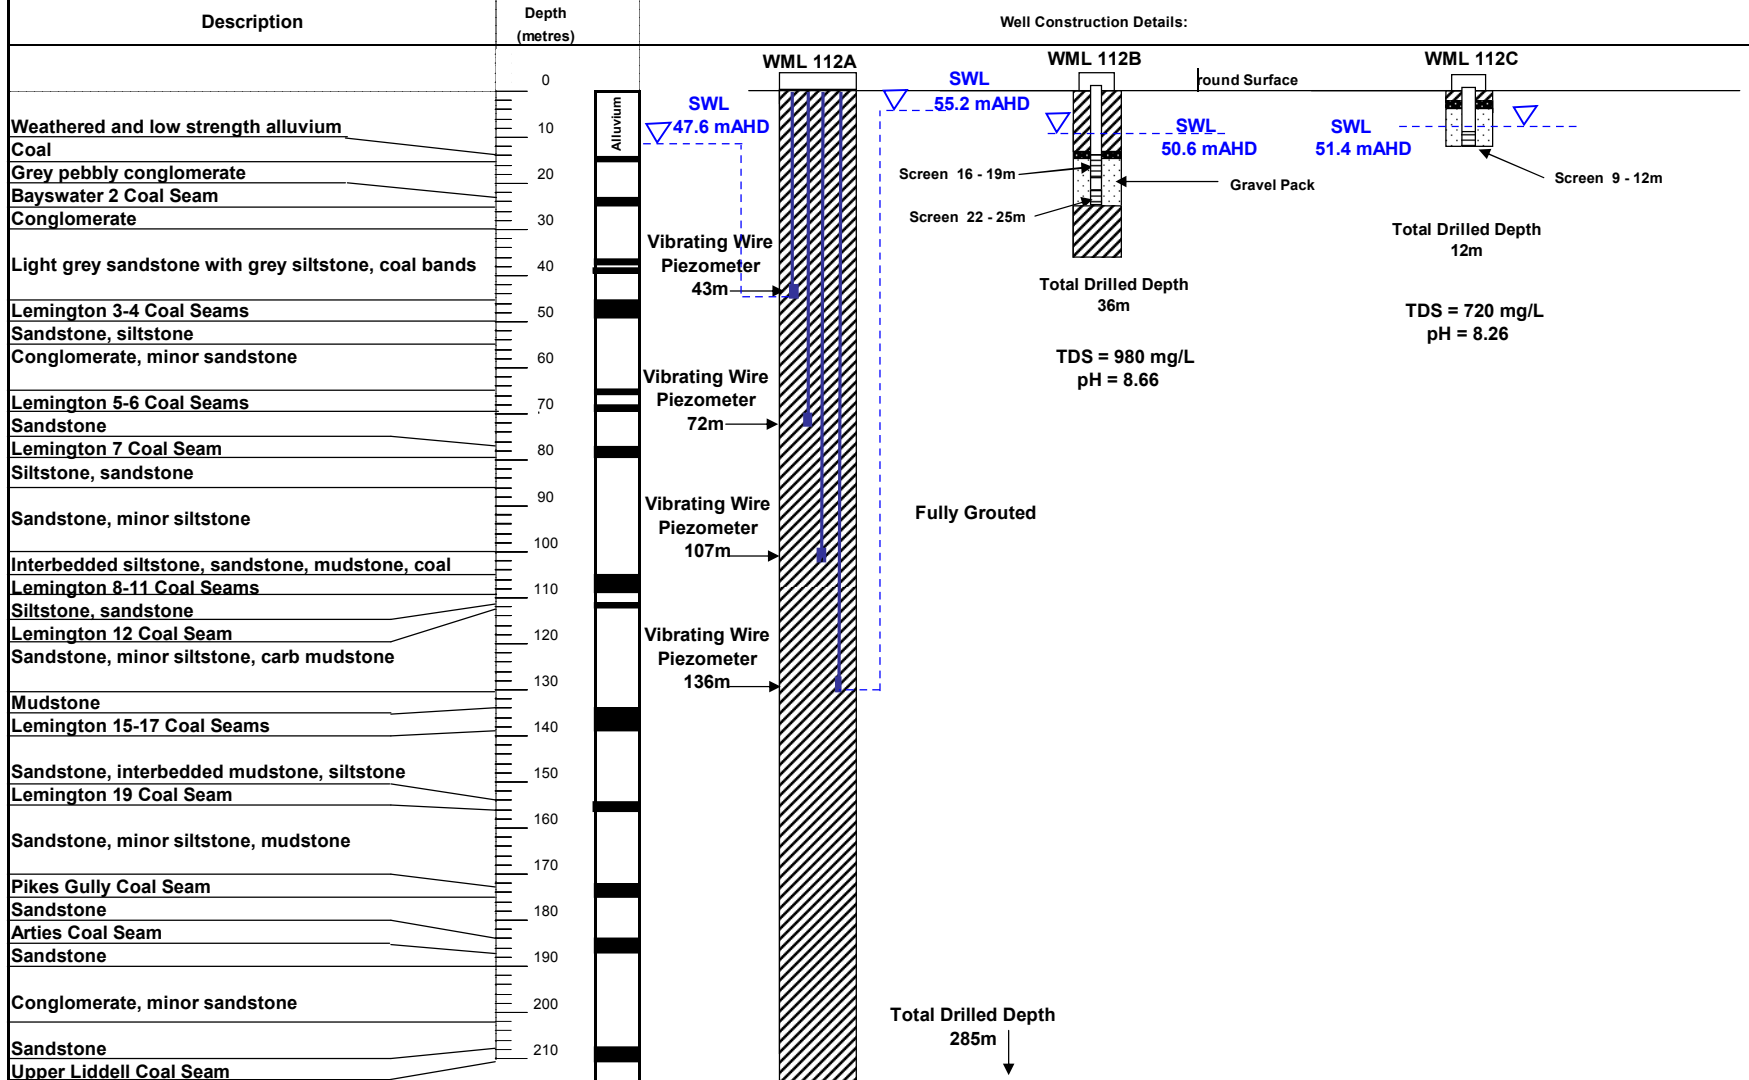 Description
Depth
(metres)
Well Construction Details:
WML 112A
WML 112B
WML 112C
0
10
20
30
40
50
60
70
80
90
100
110
120
130
140
150
160
170
180
190
200
210
Weathered and low strength alluvium
Coal
Grey pebbly conglomerate
Bayswater 2 Coal Seam
Conglomerate
Light grey sandstone with grey siltstone, coal bands
Lemington 3-4 Coal Seams
Sandstone, siltstone
Conglomerate, minor sandstone
Lemington 5-6 Coal Seams
Sandstone
Lemington 7 Coal Seam
Siltstone, sandstone
Sandstone, minor siltstone
Interbedded siltstone, sandstone, mudstone, coal
Lemington 8-11 Coal Seams
Siltstone, sandstone
Lemington 12 Coal Seam
Sandstone, minor siltstone, carb mudstone
Mudstone
Lemington 15-17 Coal Seams
Sandstone, interbedded mudstone, siltstone
Lemington 19 Coal Seam
Sandstone, minor siltstone, mudstone
Pikes Gully Coal Seam
Sandstone
Arties Coal Seam
Sandstone
Conglomerate, minor sandstone
Sandstone
Upper Liddell Coal Seam
Alluvium
SWL
47.6 mAHD
Vibrating Wire
Piezometer
43m
Vibrating Wire
Piezometer
72m
Vibrating Wire
Piezometer
107m
Vibrating Wire
Piezometer
136m
SWL
55.2 mAHD
Fully Grouted
Total Drilled Depth
285m
round Surface
SWL
50.6 mAHD
Screen 16 - 19m
Gravel Pack
Screen 22 - 25m
Total Drilled Depth
36m
TDS = 980 mg/L
pH = 8.66
SWL
51.4 mAHD
Screen 9 - 12m
Total Drilled Depth
12m
TDS = 720 mg/L
pH = 8.26